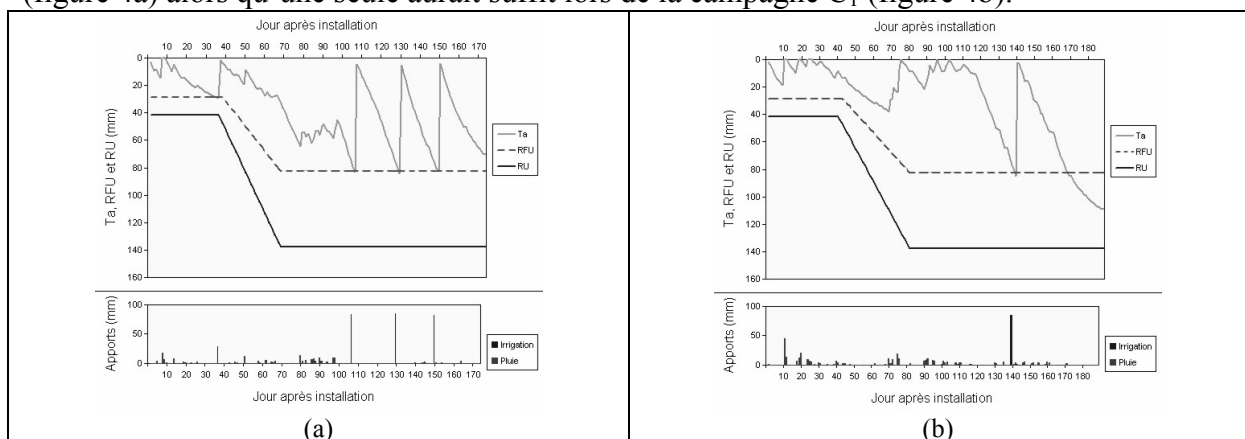 (figure 4a) alors qu'une seule aurait suffit lors de la campagne C₁ (figure 4b).
Jour après installation
10 20 30 40 50 60 70 80 90 100 110 120 130 140 150 160 170
0
20
40
60
80
100
120
140
160
Ta, RFU et RU (mm)
Ta
RFU
RU
100
50
0
Apports (mm)
Irrigation
Pluie
10 20 30 40 50 60 70 80 90 100 110 120 130 140 150 160 170
Jour après installation
(a)
Jour après installation
10 20 30 40 50 60 70 80 90 100 110 120 130 140 150 160 170 180
0
20
40
60
80
100
120
140
160
Ta, RFU et RU (mm)
Ta
RFU
RU
100
50
0
Apports (mm)
Irrigation
Pluie
10 20 30 40 50 60 70 80 90 100 110 120 130 140 150 160 170 180
Jour après installation
(b)